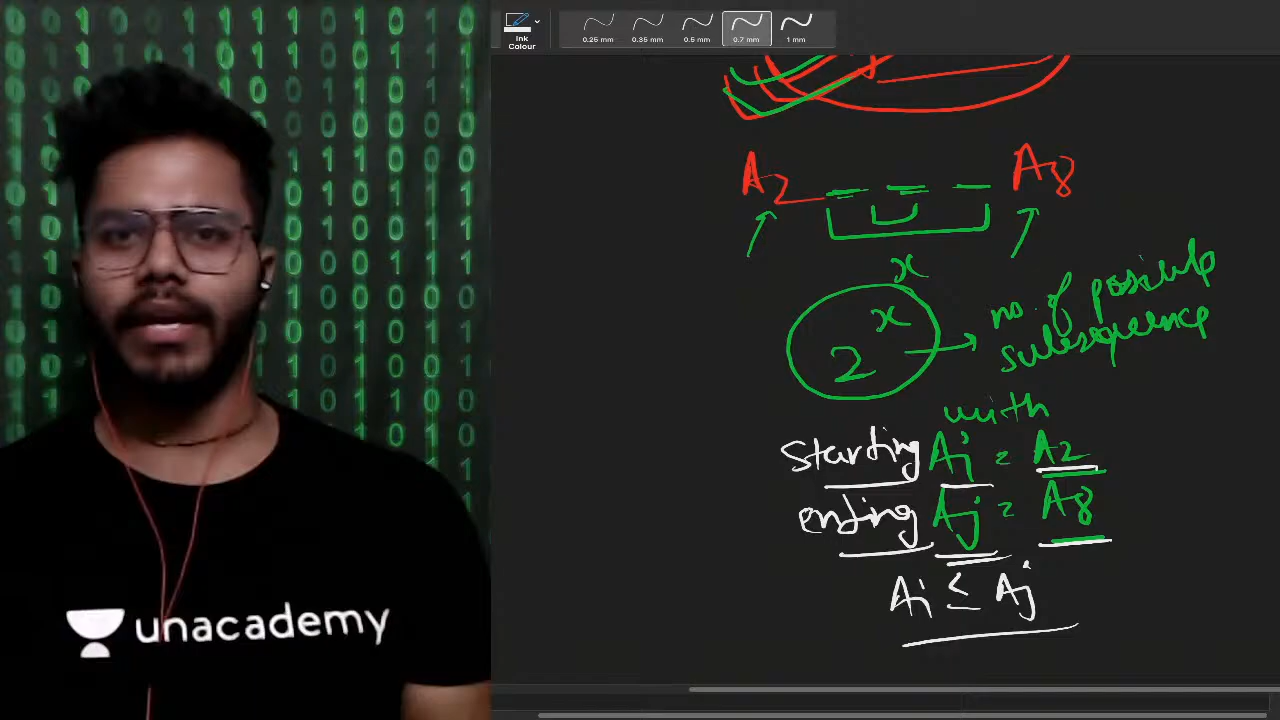 Ink
Colour
0.25 mm
0.35 mm
0.5 mm
0.7 mm
1 mm
A2
A8
x
2^x
no. of possible
subsequence
with
Starting Ai = A2
ending Aj = A8
Ai ≤ Aj
unacademy